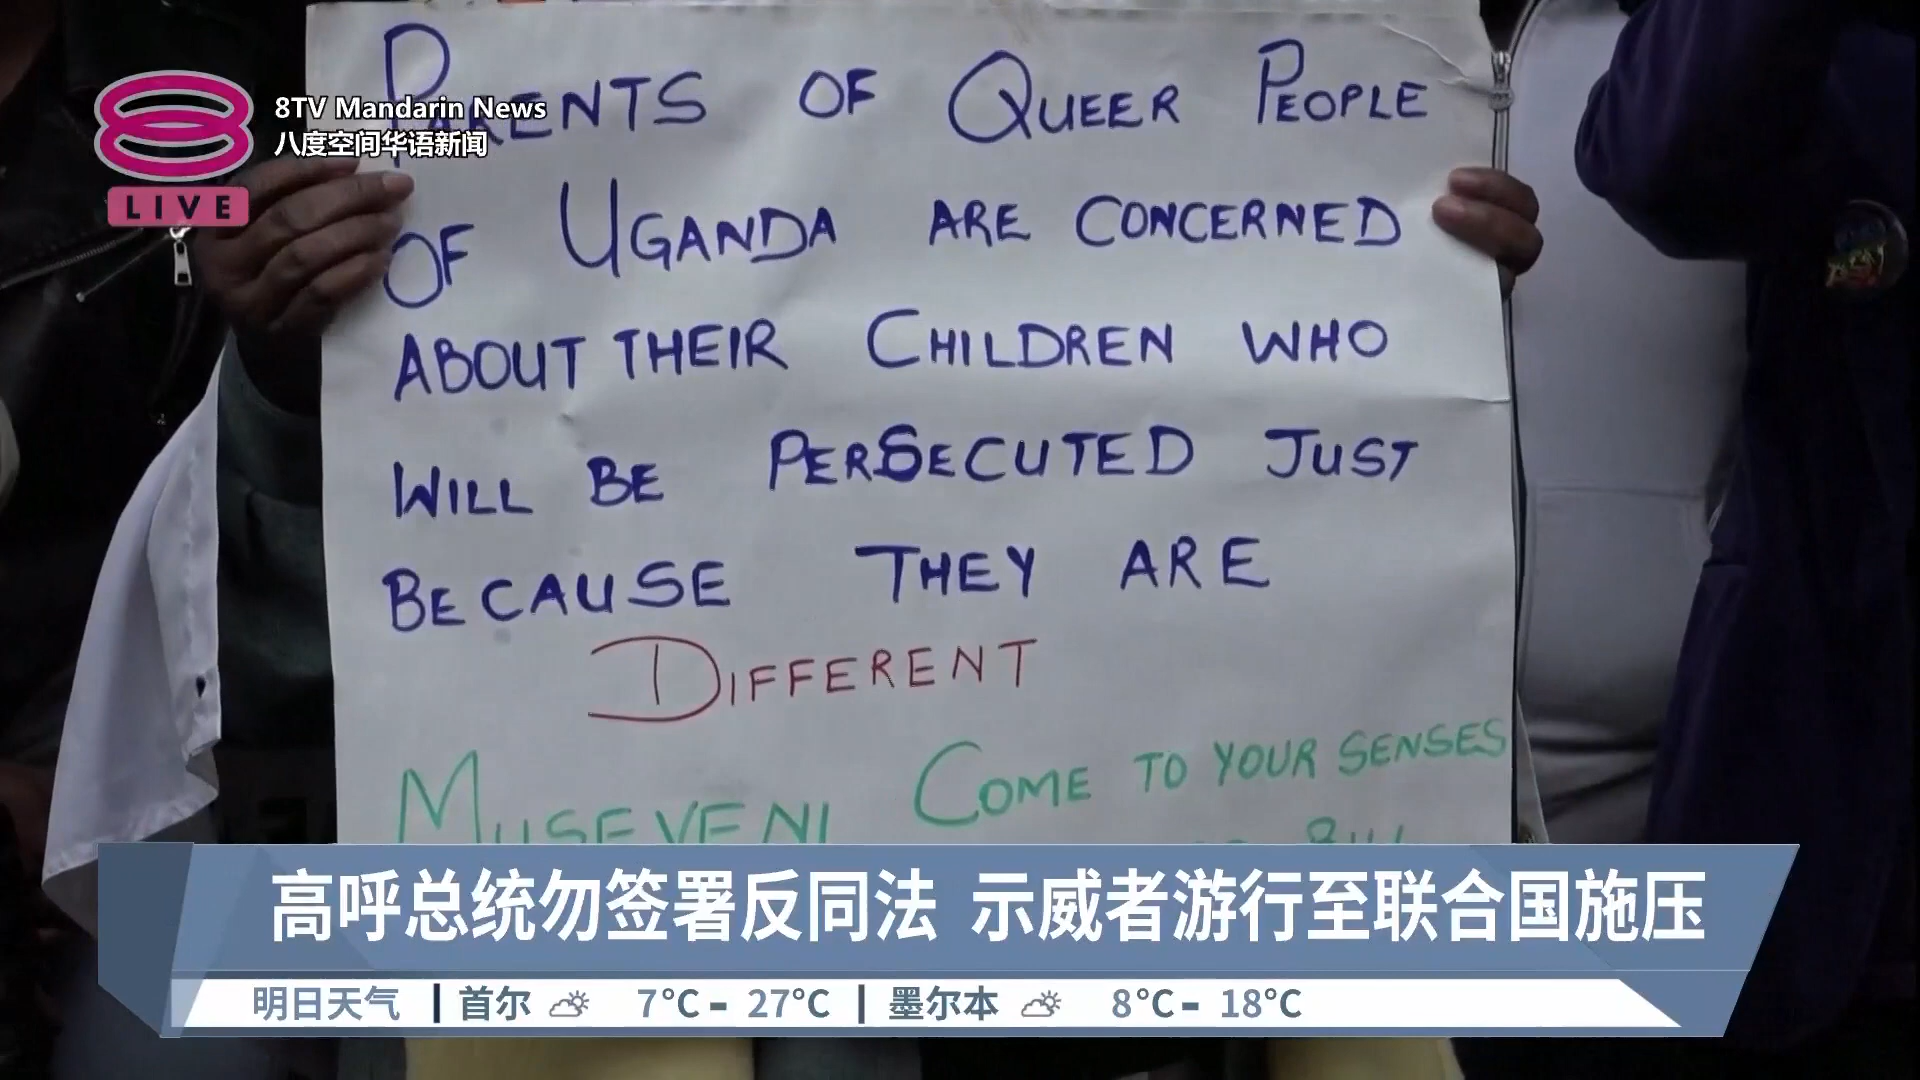 8TV Mandarin News
八度空间华语新闻
LIVE
PARENTS OF QUEER PEOPLE
OF UGANDA ARE CONCERNED
ABOUT THEIR CHILDREN WHO
WILL BE PERSECUTED JUST
BECAUSE THEY ARE
DIFFERENT
MUSEVENI COME TO YOUR SENSES
BILL
高呼总统勿签署反同法 示威者游行至联合国施压
明日天气 | 首尔 7°C - 27°C | 墨尔本 8°C - 18°C